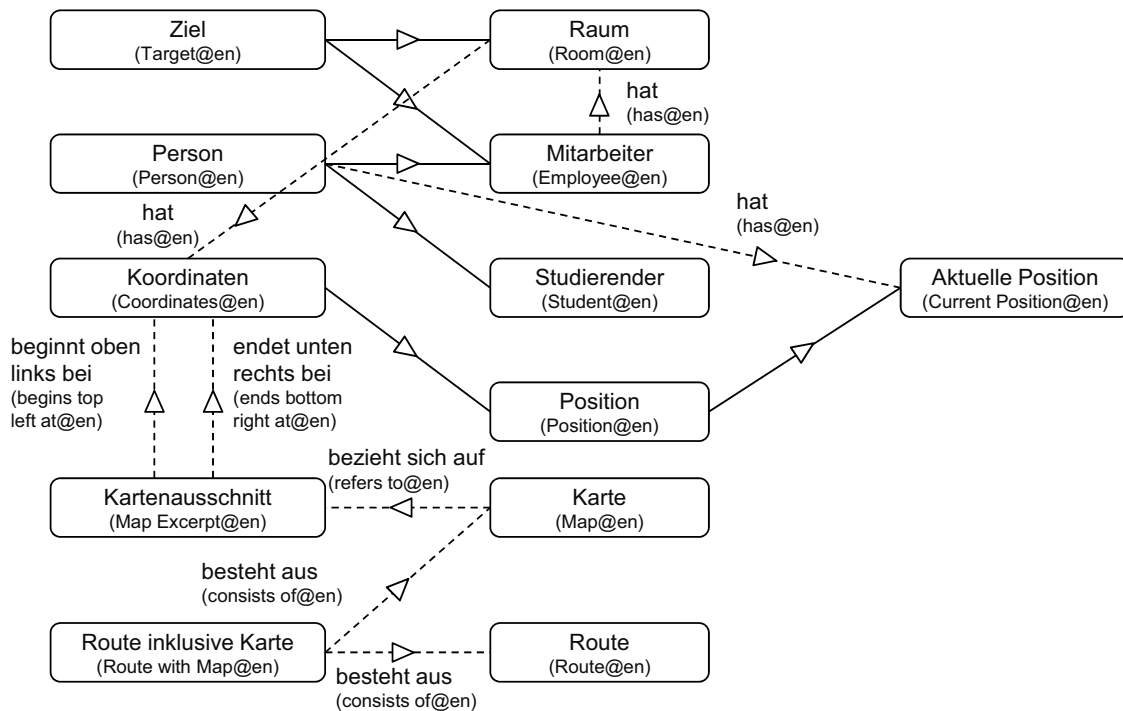 Ziel
(Target@en)
Raum
(Room@en)
hat
(has@en)
Person
(Person@en)
Mitarbeiter
(Employee@en)
hat
(has@en)
hat
(has@en)
Koordinaten
(Coordinates@en)
Studierender
(Student@en)
Aktuelle Position
(Current Position@en)
beginnt oben
links bei
(begins top
left at@en)
endet unten
rechts bei
(ends bottom
right at@en)
Position
(Position@en)
bezieht sich auf
(refers to@en)
Kartenausschnitt
(Map Excerpt@en)
Karte
(Map@en)
besteht aus
(consists of@en)
Route inklusive Karte
(Route with Map@en)
Route
(Route@en)
besteht aus
(consists of@en)